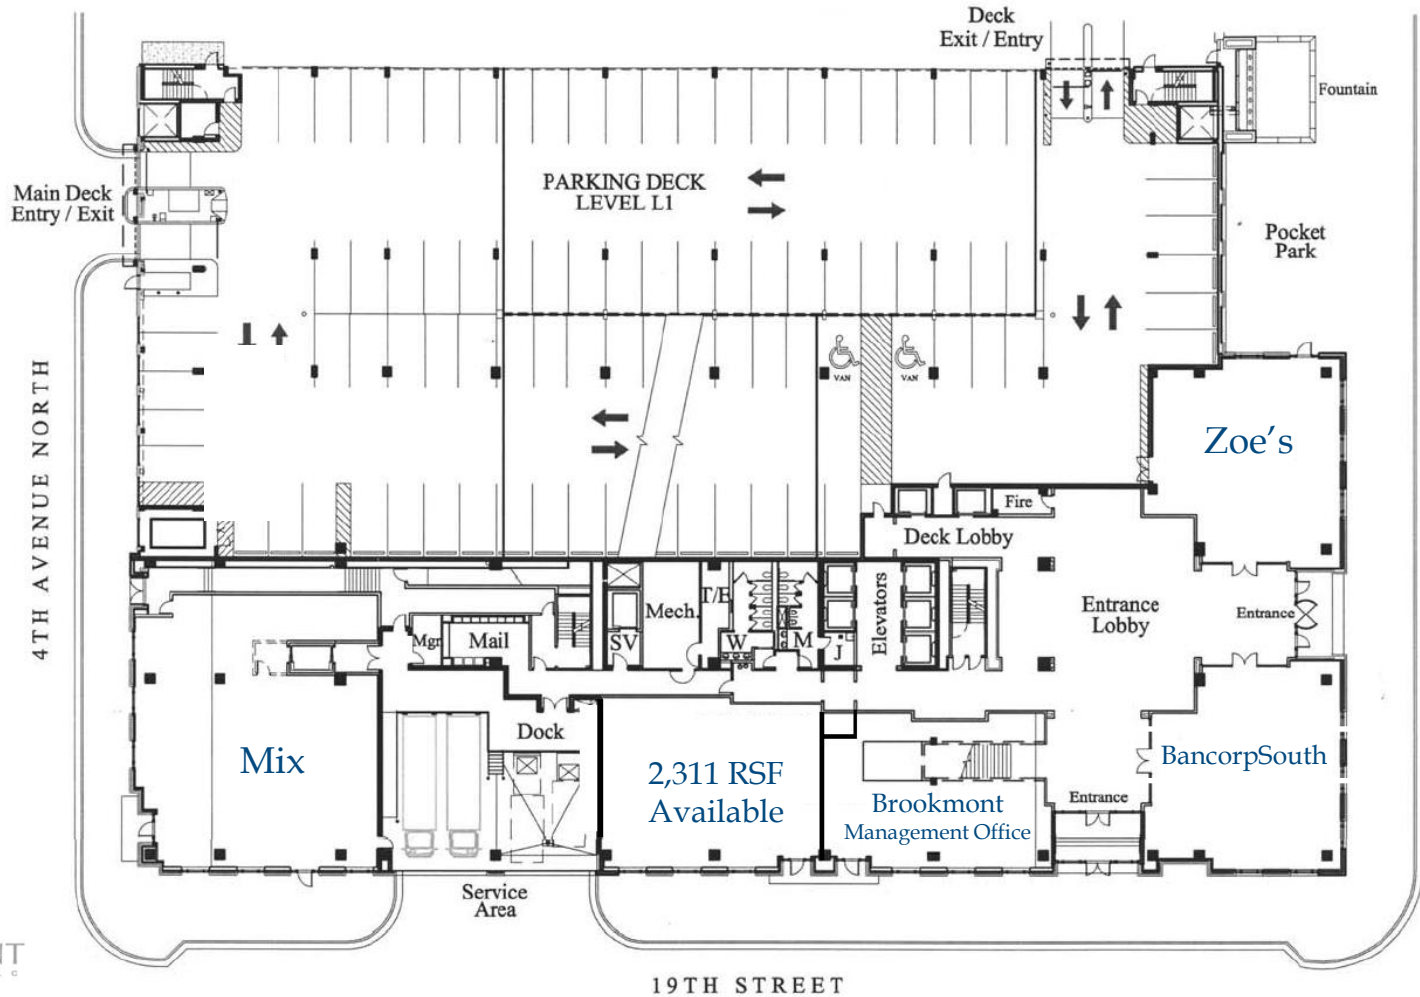 Deck
Exit / Entry
Fountain
PARKING DECK
LEVEL L1
Main Deck
Entry / Exit
Pocket
Park
VAN
VAN
4TH AVENUE NORTH
Zoe's
Fire
Deck Lobby
Elevators
Entrance
Lobby
Entrance
T/E
Mech.
SV
W
M
J
Mgr
Mail
Dock
Mix
2,311 RSF
Available
Brookmont
Management Office
BancorpSouth
Entrance
Service
Area
19TH STREET